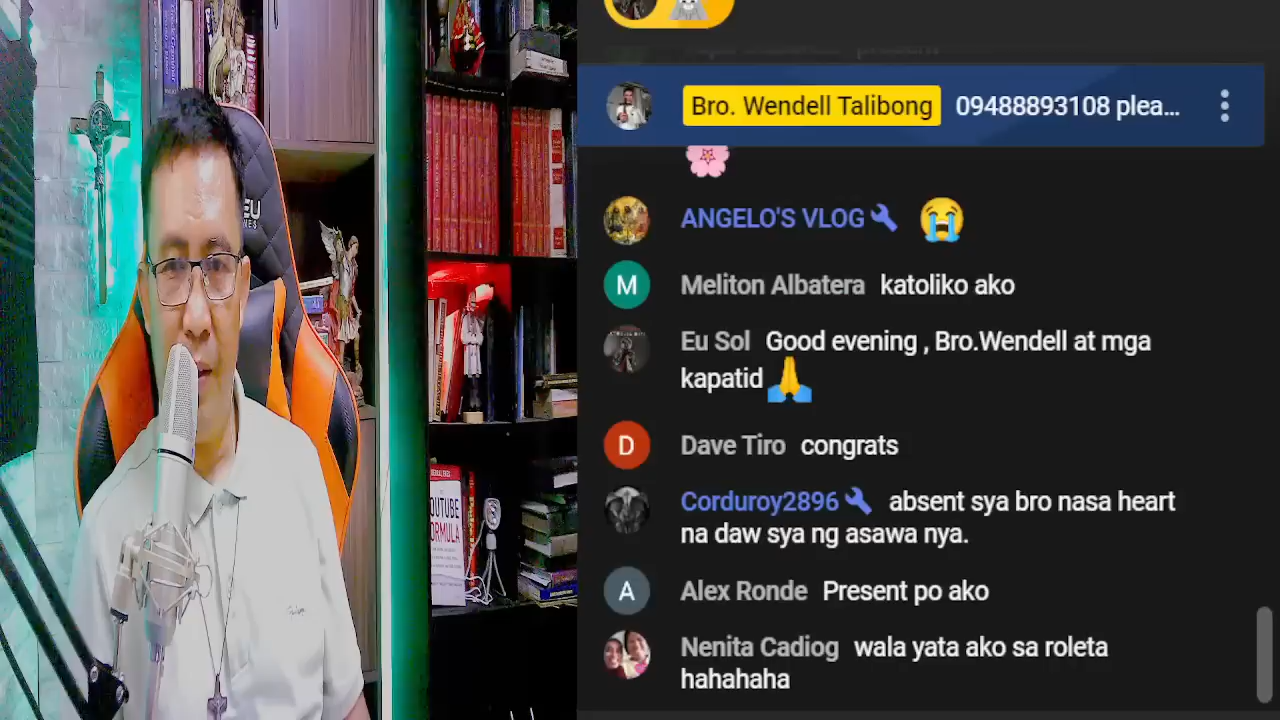 Bro. Wendell Talibong 09488893108 plea...
ANGELO'S VLOG
Meliton Albatera katoliko ako
Eu Sol Good evening , Bro.Wendell at mga
kapatid
Dave Tiro congrats
Corduroy2896 absent sya bro nasa heart
na daw sya ng asawa nya.
Alex Ronde Present po ako
Nenita Cadiog wala yata ako sa roleta
hahahaha
M
D
A